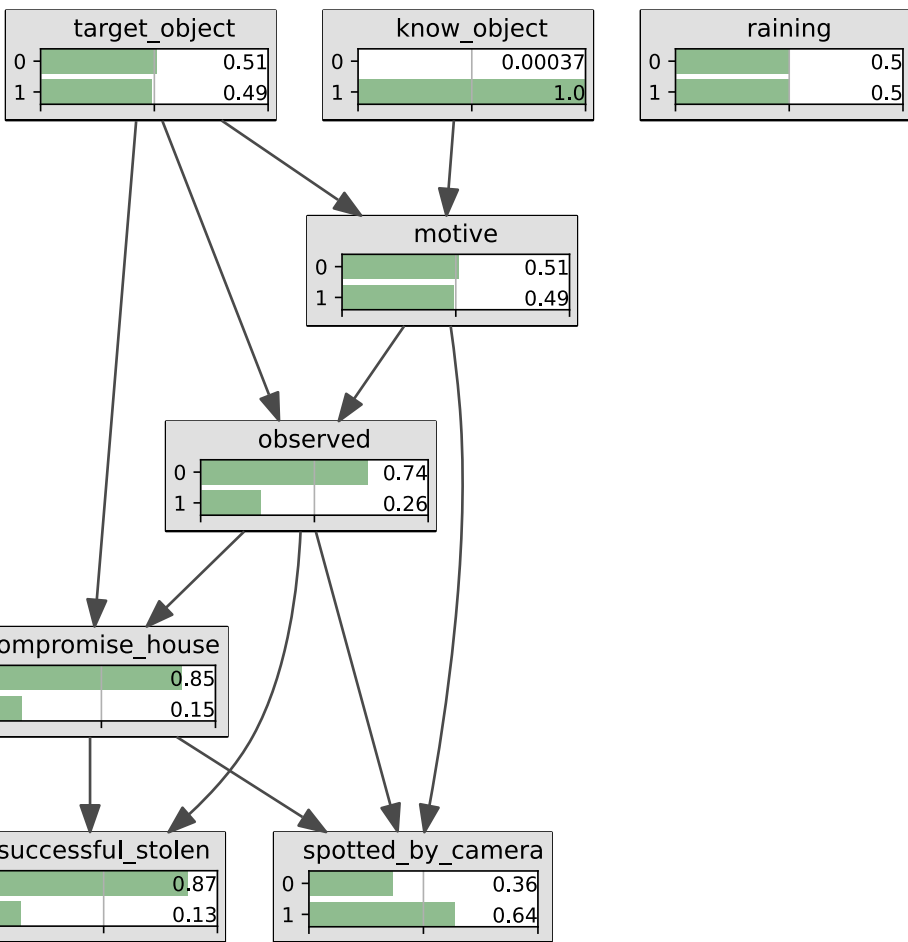 target_object
0 0.51
1 0.49
know_object
0 0.00037
1 1.0
raining
0 0.5
1 0.5
motive
0 0.51
1 0.49
observed
0 0.74
1 0.26
ompromise_house
0.85
0.15
successful_stolen
0.87
0.13
spotted_by_camera
0 0.36
1 0.64